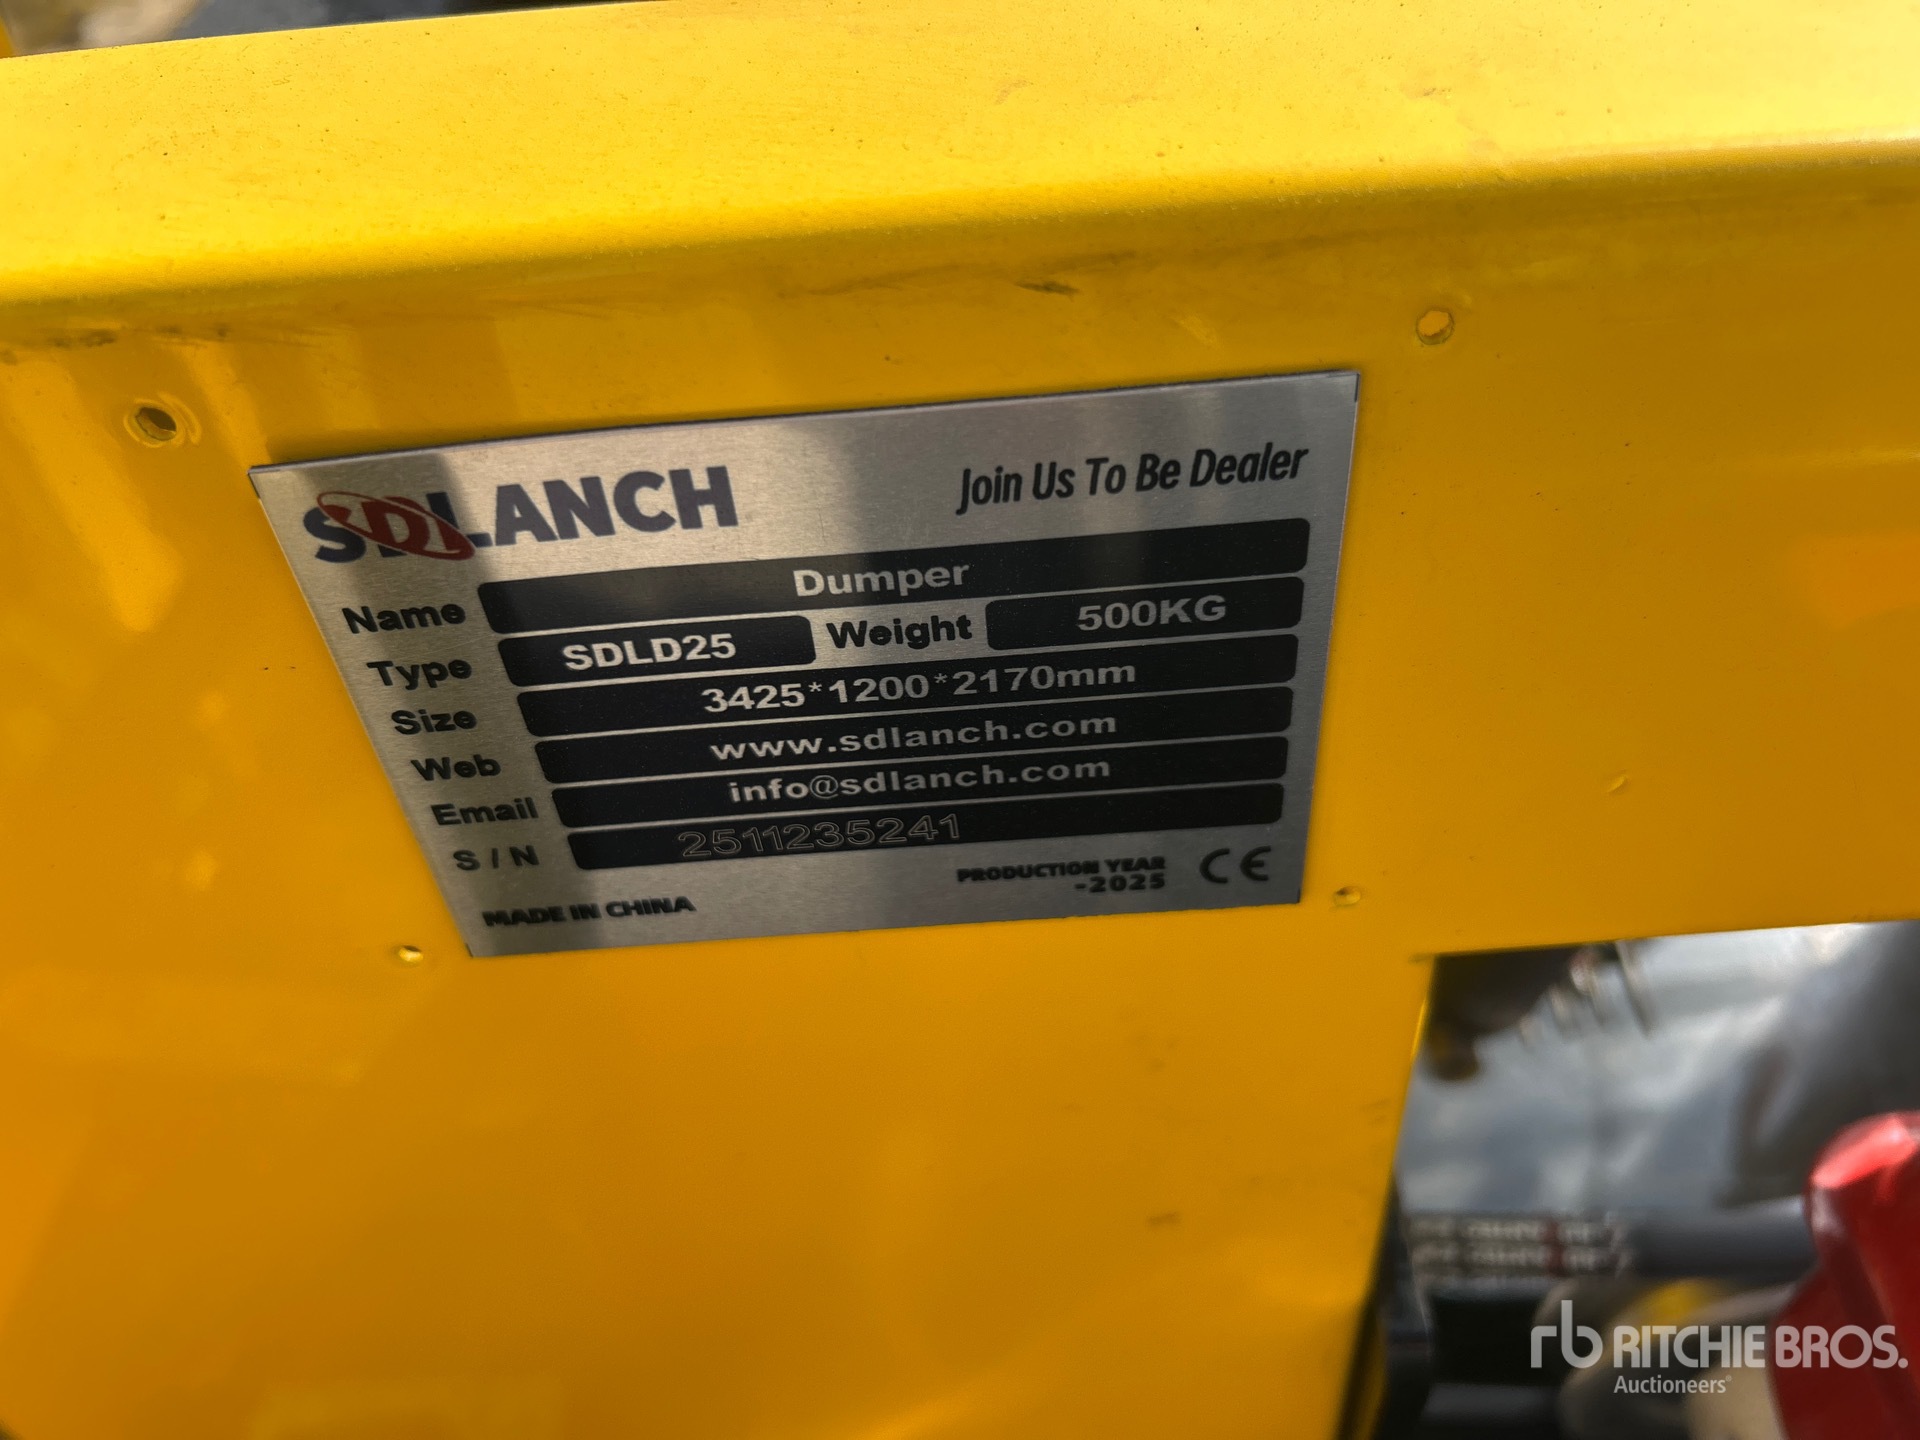 SDLANCH
Join Us To Be Dealer
Name Dumper
Type SDLD25 Weight 500KG
Size 3425*1200*2170mm
Web www.sdlanch.com
Email info@sdlanch.com
S/N 2511235241
MADE IN CHINA
PRODUCTION YEAR
-2025
CE
rb RITCHIE BROS.
Auctioneers